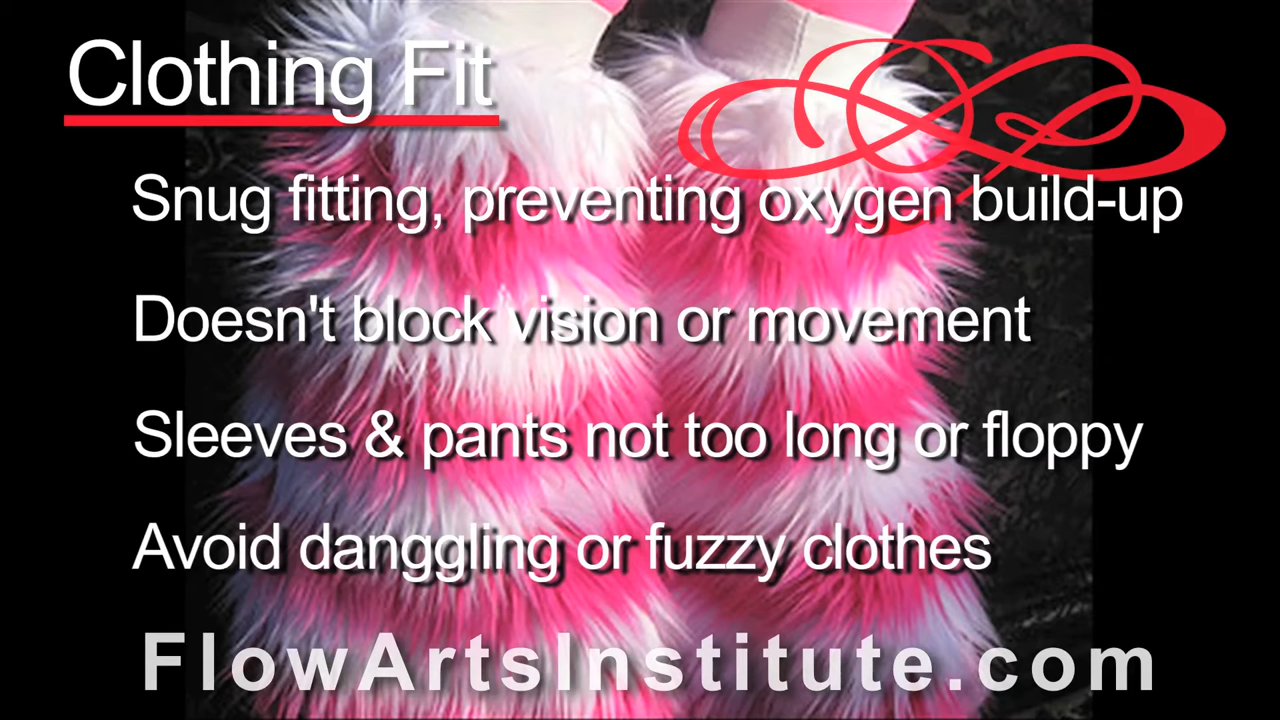 Clothing Fit
Snug fitting, preventing oxygen build-up
Doesn't block vision or movement
Sleeves & pants not too long or floppy
Avoid danggling or fuzzy clothes
FlowArtsInstitute.com